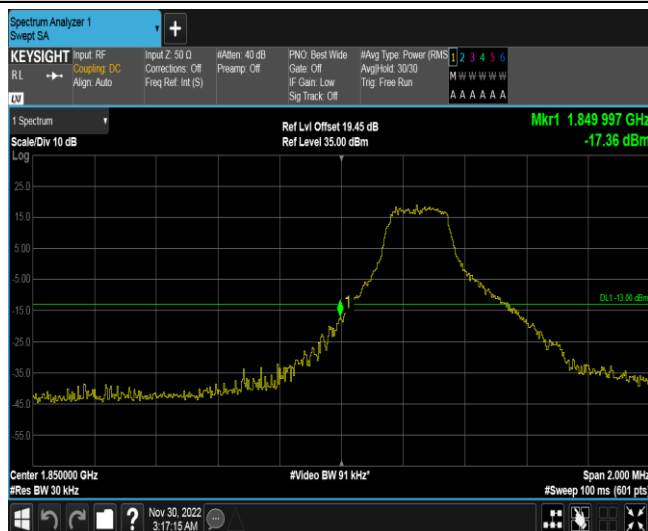 Spectrum Analyzer 1
Swept SA
+
KEYSIGHT Input: RF Input Z: 50 Ω #Atten: 40 dB PNO: Best Wide #Avg Type: Power (RMS 1 2 3 4 5 6
RL Coupling: DC Corrections: Off Preamp: Off Gate: Off Avg|Hold: 30/30 M W W W W W
Align: Auto Freq Ref: Int (S) IF Gain: Low Trig: Free Run
Sig Track: Off A A A A A A
LXI
1 Spectrum Ref Lvl Offset 19.45 dB Mkr1 1.849 997 GHz
Scale/Div 10 dB Ref Level 35.00 dBm -17.36 dBm
Log
25.0
15.0
5.00
-5.00
1 DL1 -13.00 dBm
-15.0
-25.0
-35.0
-45.0
-55.0
Center 1.850000 GHz #Video BW 91 kHz* Span 2.000 MHz
#Res BW 30 kHz #Sweep 100 ms (601 pts)
? Nov 30, 2022
3:17:15 AM